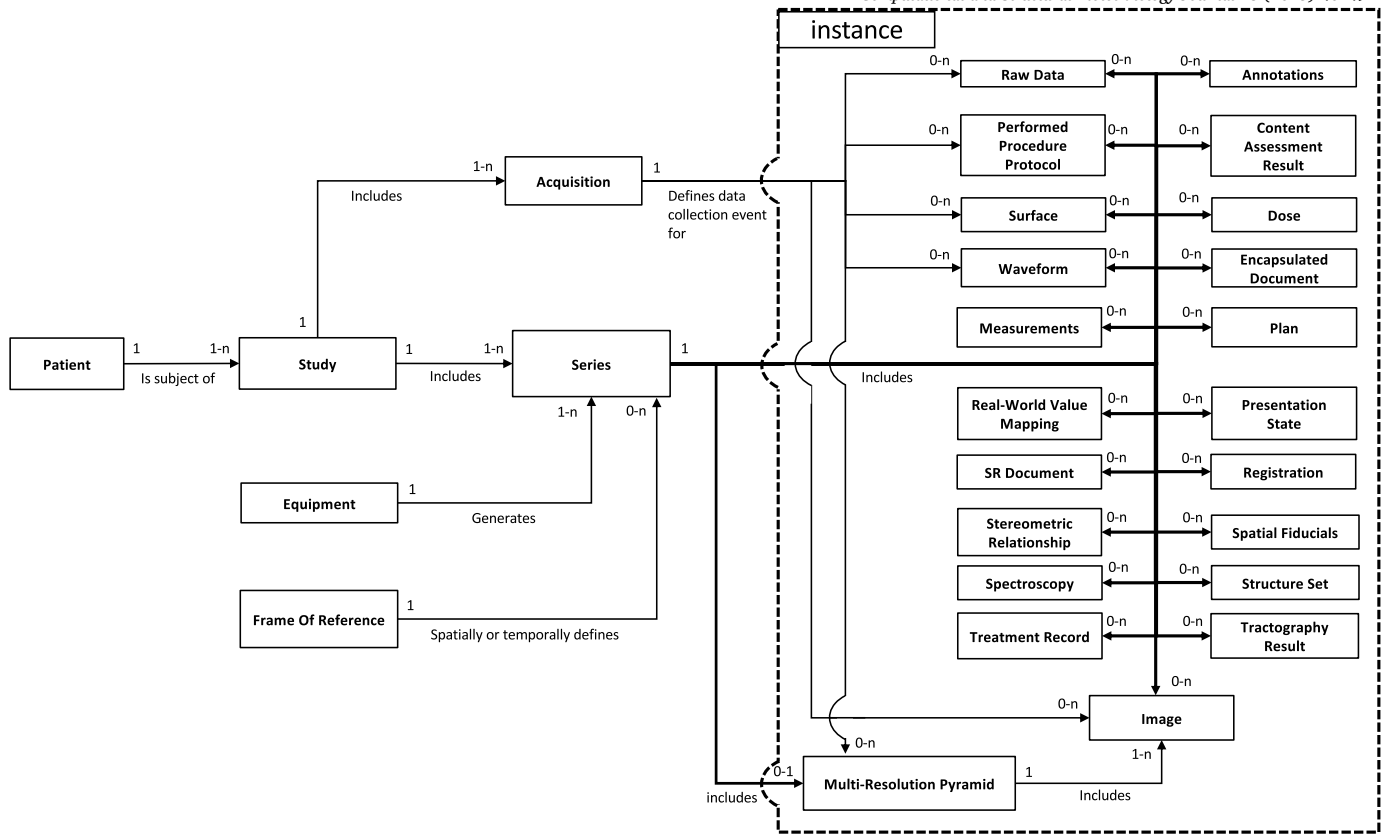 instance
0-n
Raw Data
0-n
0-n
Annotations
0-n
Performed
Procedure
Protocol
0-n
0-n
Content
Assessment
Result
1-n
Acquisition
1
Includes
Defines data
collection event
for
0-n
Surface
0-n
0-n
Dose
0-n
Waveform
0-n
0-n
Encapsulated
Document
Measurements
0-n
0-n
Plan
1
Patient
1
1-n
Is subject of
Study
1
1-n
Includes
Series
1
Includes
1-n
0-n
Real-World Value
Mapping
0-n
0-n
Presentation
State
SR Document
0-n
0-n
Registration
Equipment
1
Generates
Stereometric
Relationship
0-n
0-n
Spatial Fiducials
Spectroscopy
0-n
0-n
Structure Set
Frame Of Reference
1
Spatially or temporally defines
Treatment Record
0-n
0-n
Tractography
Result
0-n
0-n
Image
0-n
1-n
0-1
includes
Multi-Resolution Pyramid
1
Includes